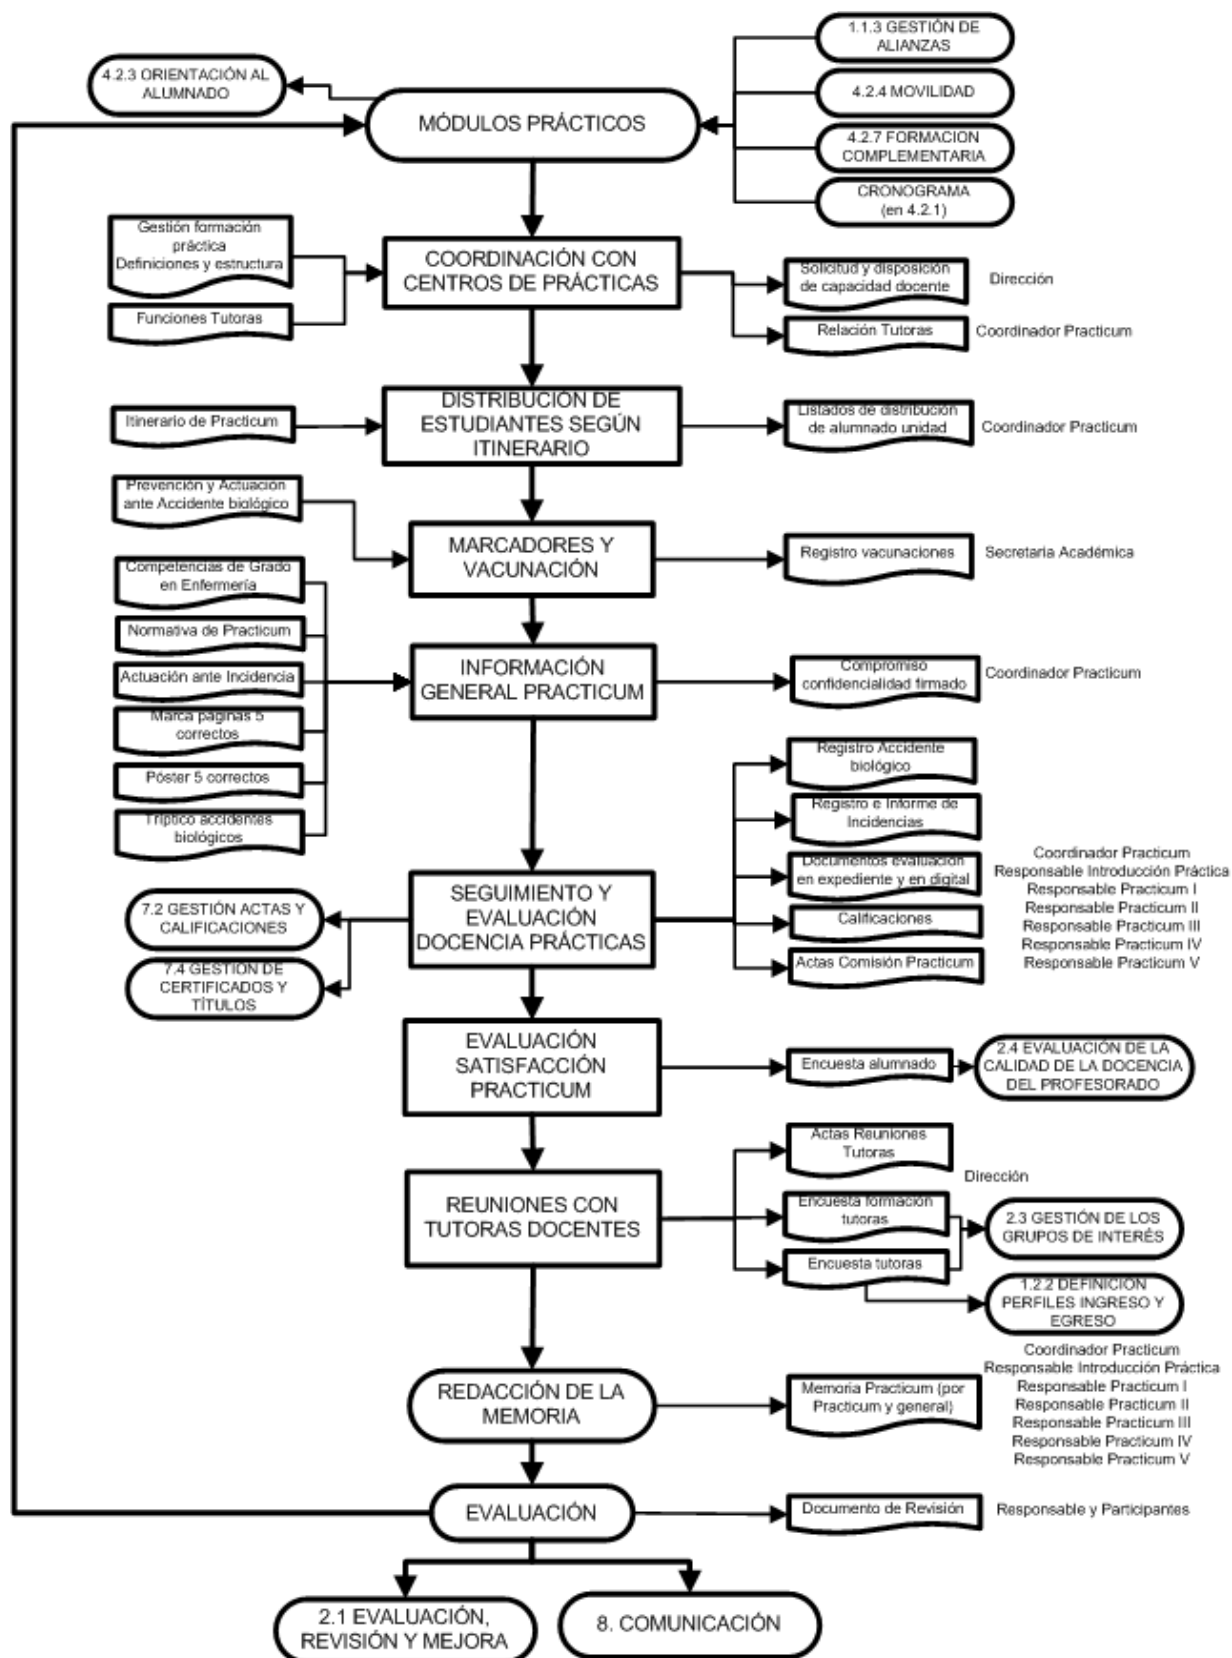 1.1.3 GESTIÓN DE
ALIANZAS
4.2.3 ORIENTACIÓN AL
ALUMNADO
4.2.4 MOVILIDAD
MÓDULOS PRÁCTICOS
4.2.7 FORMACION
COMPLEMENTARIA
CRONOGRAMA
(en 4.2.1)
Gestión formación
práctica
Definiciones y estructura
Funciones Tutoras
COORDINACIÓN CON
CENTROS DE PRÁCTICAS
Solicitud y disposición
de capacidad docente
Dirección
Relación Tutoras
Coordinador Practicum
Itinerario de Practicum
DISTRIBUCIÓN DE
ESTUDIANTES SEGÚN
ITINERARIO
Listados de distribución
de alumnado unidad
Coordinador Practicum
Prevención y Actuación
ante Accidente biológico
MARCADORES Y
VACUNACIÓN
Registro vacunaciones
Secretaria Académica
Competencias de Grado
en Enfermería
Normativa de Practicum
Actuación ante Incidencia
Marca páginas 5
correctos
Póster 5 correctos
Tríptico accidentes
biológicos
INFORMACIÓN
GENERAL PRACTICUM
Compromiso
confidencialidad firmado
Coordinador Practicum
Registro Accidente
biológico
Registro e Informe de
Incidencias
Documentos evaluación
en expediente y en digital
Calificaciones
Actas Comisión Practicum
Coordinador Practicum
Responsable Introducción Práctica
Responsable Practicum I
Responsable Practicum II
Responsable Practicum III
Responsable Practicum IV
Responsable Practicum V
SEGUIMIENTO Y
EVALUACIÓN
DOCENCIA PRÁCTICAS
7.2 GESTIÓN ACTAS Y
CALIFICACIONES
7.4 GESTIÓN DE
CERTIFICADOS Y
TÍTULOS
EVALUACIÓN
SATISFACCIÓN
PRACTICUM
Encuesta alumnado
2.4 EVALUACIÓN DE LA
CALIDAD DE LA DOCENCIA
DEL PROFESORADO
REUNIONES CON
TUTORAS DOCENTES
Actas Reuniones
Tutoras
Dirección
Encuesta formación
tutoras
Encuesta tutoras
2.3 GESTIÓN DE LOS
GRUPOS DE INTERÉS
1.2.2 DEFINICIÓN
PERFILES INGRESO Y
EGRESO
REDACCIÓN DE LA
MEMORIA
Memoria Practicum (por
Practicum y general)
Coordinador Practicum
Responsable Introducción Práctica
Responsable Practicum I
Responsable Practicum II
Responsable Practicum III
Responsable Practicum IV
Responsable Practicum V
EVALUACIÓN
Documento de Revisión
Responsable y Participantes
2.1 EVALUACIÓN,
REVISIÓN Y MEJORA
8. COMUNICACIÓN